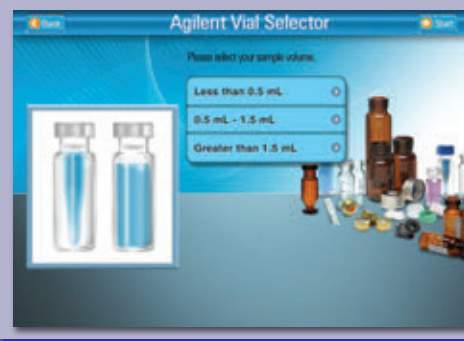 Back
Agilent Vial Selector
Start
Please select your sample volume.
Less than 0.5 mL
0.5 mL - 1.5 mL
Greater than 1.5 mL